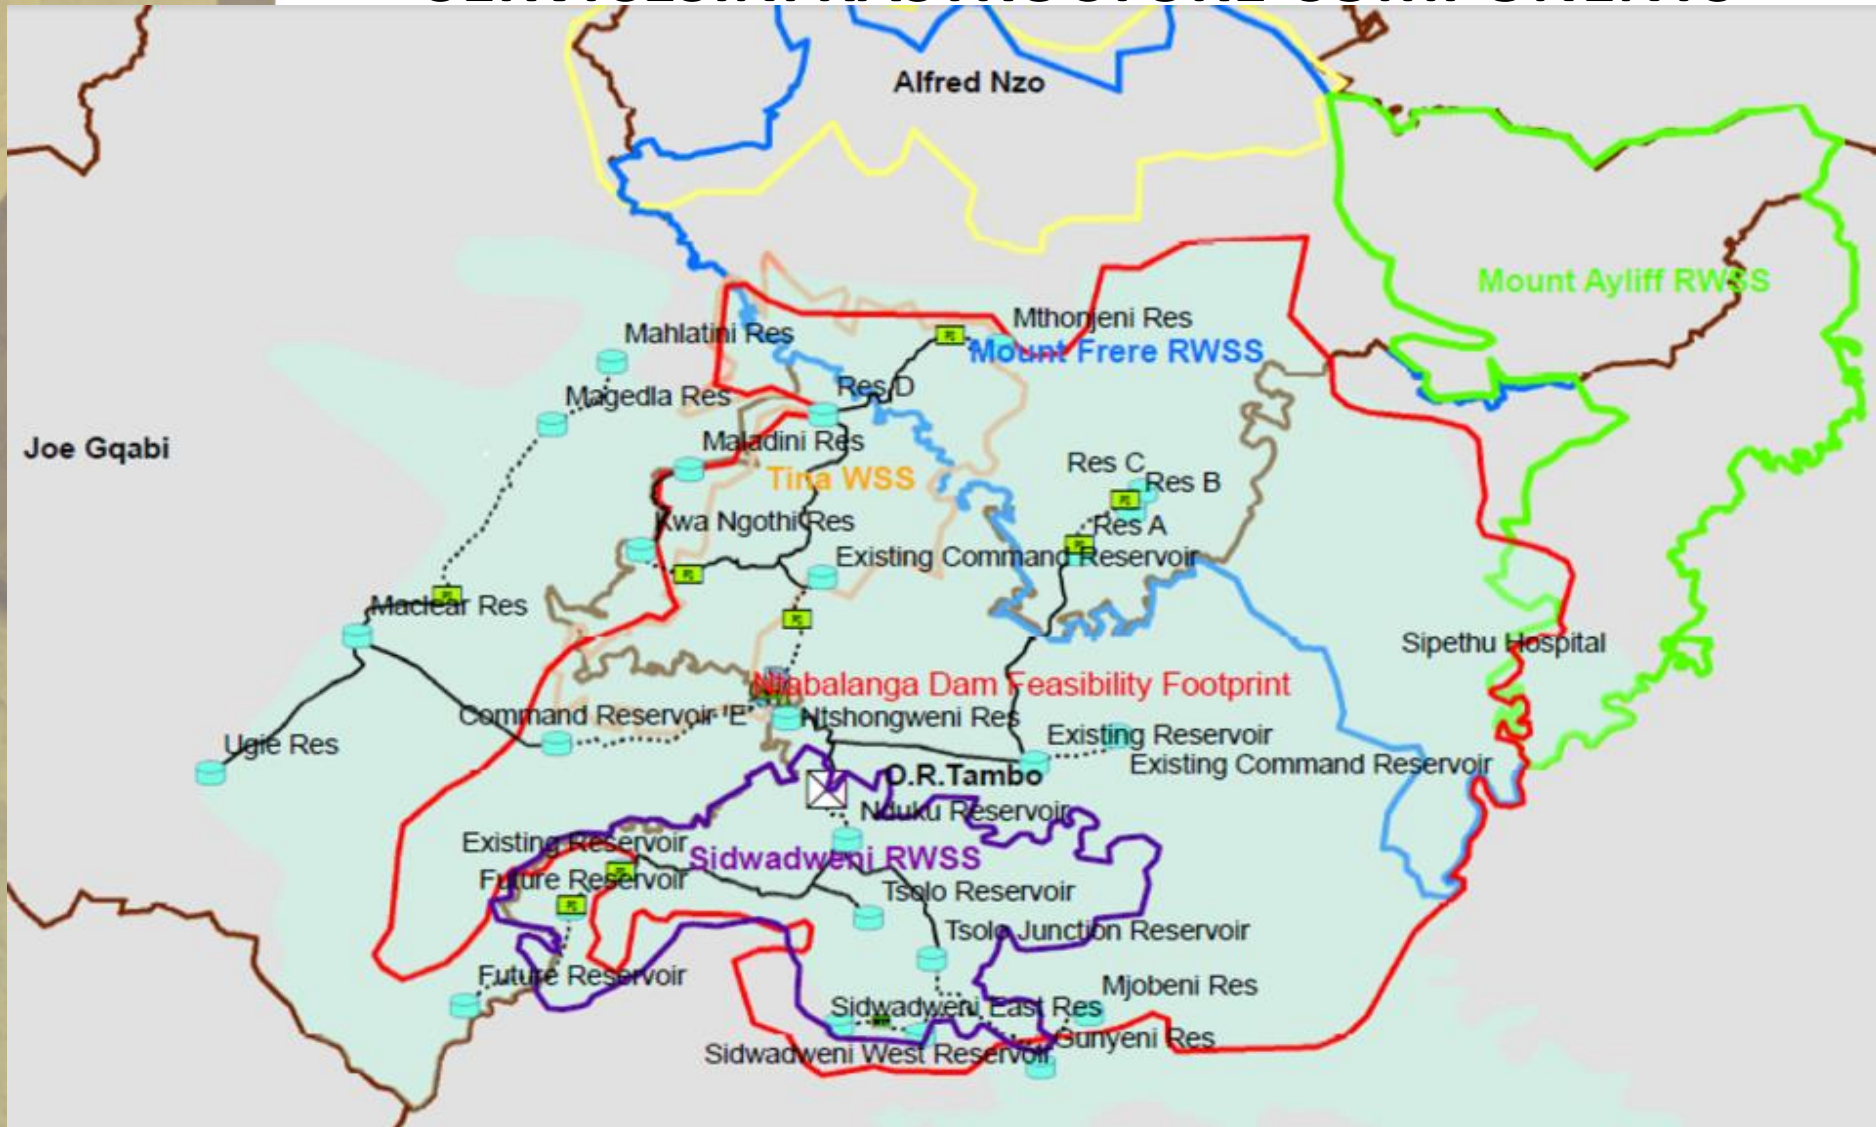 Alfred Nzo
Mount Ayliff RWSS
Mthonjeni Res
Mahlatini Res
Mount Frere RWSS
Res D
Magedla Res
Joe Gqabi
Maladini Res
Res C
Tina WSS
Res B
Kwa Ngothi Res
Res A
Existing Command Reservoir
Maclear Res
Sipethu Hospital
Ntabalanga Dam Feasibility Footprint
Command Reservoir 'E'
Ntshongweni Res
Existing Reservoir
Ugie Res
Existing Command Reservoir
O.R.Tambo
Nduku Reservoir
Existing Reservoir
Sidwadweni RWSS
Future Reservoir
Tsolo Reservoir
Tsolo Junction Reservoir
Future Reservoir
Mjobeni Res
Sidwadweni East Res
Gunyeni Res
Sidwadweni West Reservoir